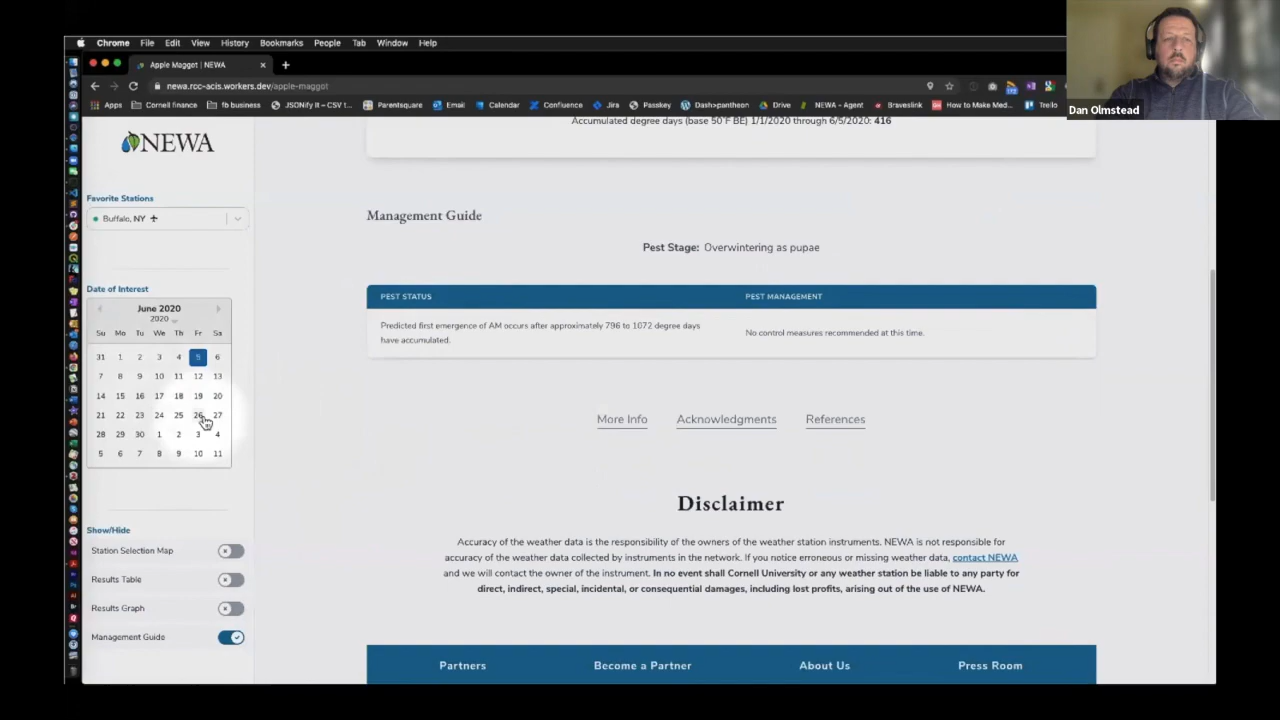 Chrome File Edit View History Bookmarks People Tab Window Help
Apple Maggot | NEWA
newa.rcc-acis.workers.dev/apple-maggot
Apps Cornell finance fb business JSONify It – CSV t... Parentsquare Email Calendar Confluence Jira Passkey Dash>pantheon Drive NEWA – Agent Braveslink How to Make Med... Trello
Dan Olmstead
NEWA
Favorite Stations
Buffalo, NY
Date of Interest
June 2020
2020
Su Mo Tu We Th Fr Sa
31 1 2 3 4 5 6
7 8 9 10 11 12 13
14 15 16 17 18 19 20
21 22 23 24 25 26 27
28 29 30 1 2 3 4
5 6 7 8 9 10 11
Show/Hide
Station Selection Map
Results Table
Results Graph
Management Guide
Accumulated degree days (base 50°F BE) 1/1/2020 through 6/5/2020: 416
Management Guide
Pest Stage: Overwintering as pupae
PEST STATUS PEST MANAGEMENT
Predicted first emergence of AM occurs after approximately 796 to 1072 degree days
have accumulated.
No control measures recommended at this time.
More Info Acknowledgments References
Disclaimer
Accuracy of the weather data is the responsibility of the owners of the weather station instruments. NEWA is not responsible for
accuracy of the weather data collected by instruments in the network. If you notice erroneous or missing weather data, contact NEWA
and we will contact the owner of the instrument. In no event shall Cornell University or any weather station be liable to any party for
direct, indirect, special, incidental, or consequential damages, including lost profits, arising out of the use of NEWA.
Partners Become a Partner About Us Press Room